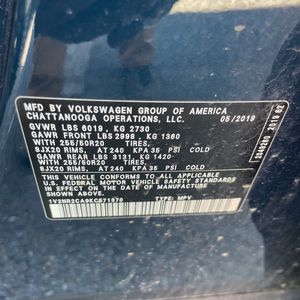 MFD BY VOLKSWAGEN GROUP OF AMERICA
CHATTANOOGA OPERATIONS, LLC. 05/2019
GVWR LBS 6019 , KG 2730
GAWR FRONT LBS 2998 , KG 1360
WITH 255/50R20 TIRES,
8JX20 RIMS, AT 240 KPA 35 PSI COLD
GAWR REAR LBS 3131, KG 1420
WITH 255/50R20 TIRES,
8JX20 RIMS, AT 240 KPA 35 PSI COLD
THIS VEHICLE CONFORMS TO ALL APPLICABLE
U.S. FEDERAL MOTOR VEHICLE SAFETY STANDARDS
IN EFFECT ON THE DATE OF MANUFACTURE
SHOWN ABOVE.
1V2NR2CA9KC571970 TYPE: MPV
2019 82